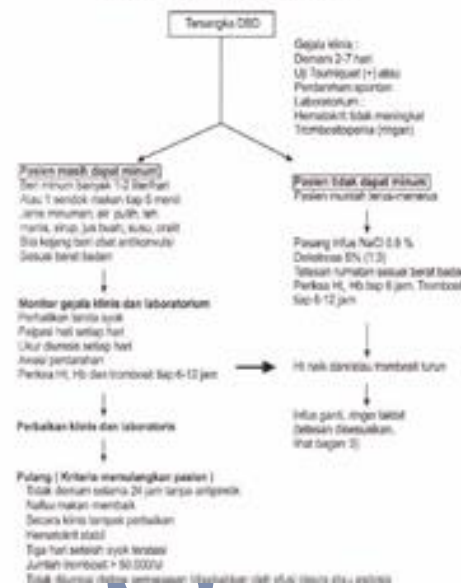 Tersangka DBD
Gejala klinis :
Demam 2-7 hari
Uji Tourniquet (+) atau
Perdarahan spontan
Laboratorium :
Hematokrit tidak meningkat
Trombositopenia (ringan)
Pasien masih dapat minum
Beri minum banyak 1-2 liter/hari
Atau 1 sendok makan tiap 5 menit
Jenis minuman; air putih, teh
manis, sirup, jus buah, susu, oralit
Bila kejang beri obat antikonvulsi
Sesuai berat badan
Pasien tidak dapat minum
Pasien muntah terus-menerus
Pasang infus NaCl 0,9 %
Dekstrosa 5% (1:3)
Tetesan rumatan sesuai berat badan
Periksa Ht, Hb tiap 6 jam, Trombosit
tiap 6-12 jam
Monitor gejala klinis dan laboratorium
Perhatikan tanda syok
Palpasi hati setiap hari
Ukur diuresis setiap hari
Awasi perdarahan
Periksa Ht, Hb dan trombosit tiap 6-12 jam
Ht naik dan/atau trombosit turun
Infus ganti ringer laktat
(tetesan disesuaikan,
lihat bagan 3)
Perbaikan klinis dan laboratoris
Pulang ( Kriteria memulangkan pasien )
Tidak demam selama 24 jam tanpa antipiretik
Nafsu makan membaik
Secara klinis tampak perbaikan
Hematokrit stabil
Tiga hari setelah syok teratasi
Jumlah trombosit > 50.000/ul
Tidak dijumpai distres pernapasan